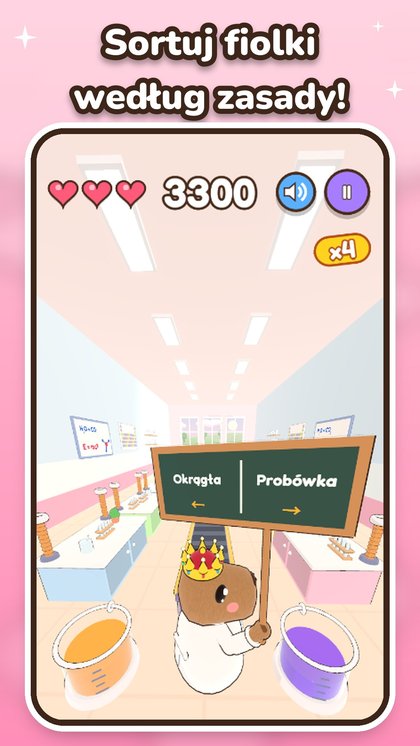 Sortuj fiolki
według zasady!
3300
x4
Okrągła
Probówka
←
→